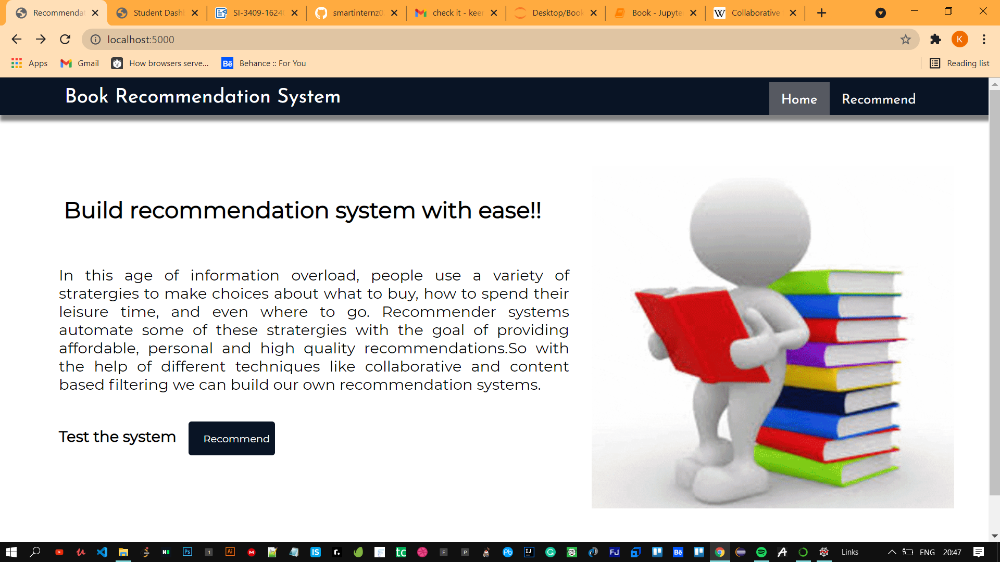 Recommendat
Student Dash
SI-3409-1624
smartinternz0
check it - keer
Desktop/Book
Book - Jupyte
Collaborative
localhost:5000
K
Apps
Gmail
How browsers serve...
Bē
Behance :: For You
Reading list
Book Recommendation System
Home
Recommend
Build recommendation system with ease!!
In this age of information overload, people use a variety of
stratergies to make choices about what to buy, how to spend their
leisure time, and even where to go. Recommender systems
automate some of these stratergies with the goal of providing
affordable, personal and high quality recommendations.So with
the help of different techniques like collaborative and content
based filtering we can build our own recommendation systems.
Test the system
Recommend
Links
ENG
20:47